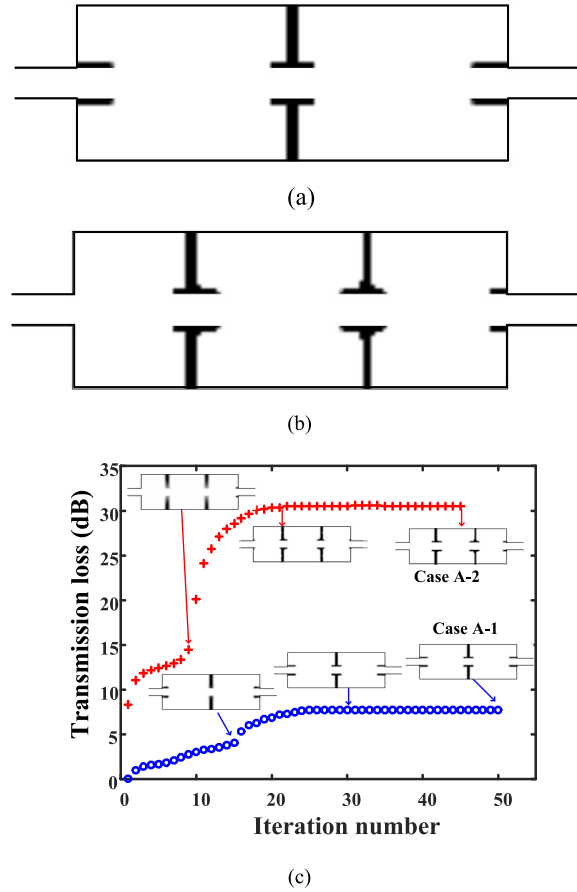 (a)
(b)
35
30
25
20
15
10
5
0
Transmission loss (dB)
Case A-2
Case A-1
0 10 20 30 40 50
Iteration number
(c)